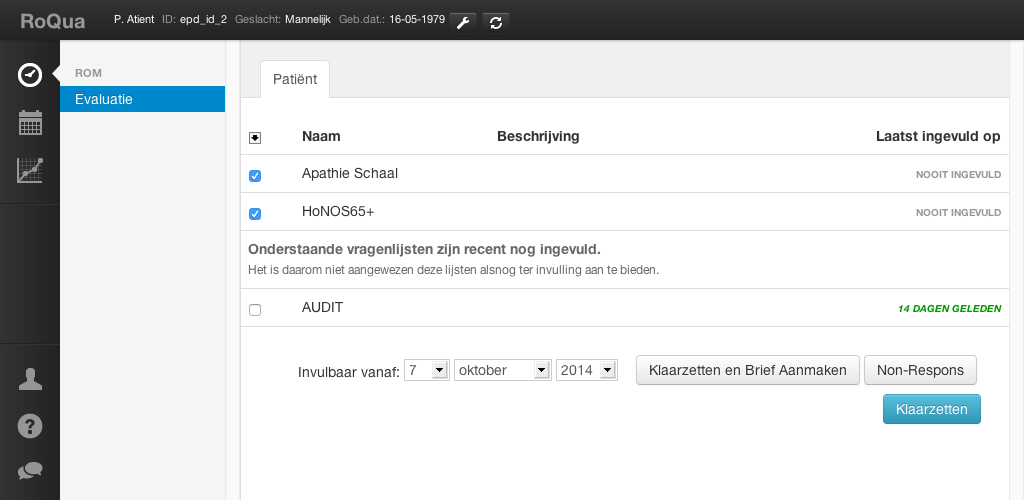 RoQua P. Atient ID: epd_id_2 Geslacht: Mannelijk Geb.dat.: 16-05-1979
ROM
Evaluatie
Patiënt
Naam Beschrijving Laatst ingevuld op
Apathie Schaal NOOIT INGEVULD
HoNOS65+ NOOIT INGEVULD
Onderstaande vragenlijsten zijn recent nog ingevuld.
Het is daarom niet aangewezen deze lijsten alsnog ter invulling aan te bieden.
AUDIT 14 DAGEN GELEDEN
Invulbaar vanaf: 7 oktober 2014 Klaarzetten en Brief Aanmaken Non-Respons
Klaarzetten